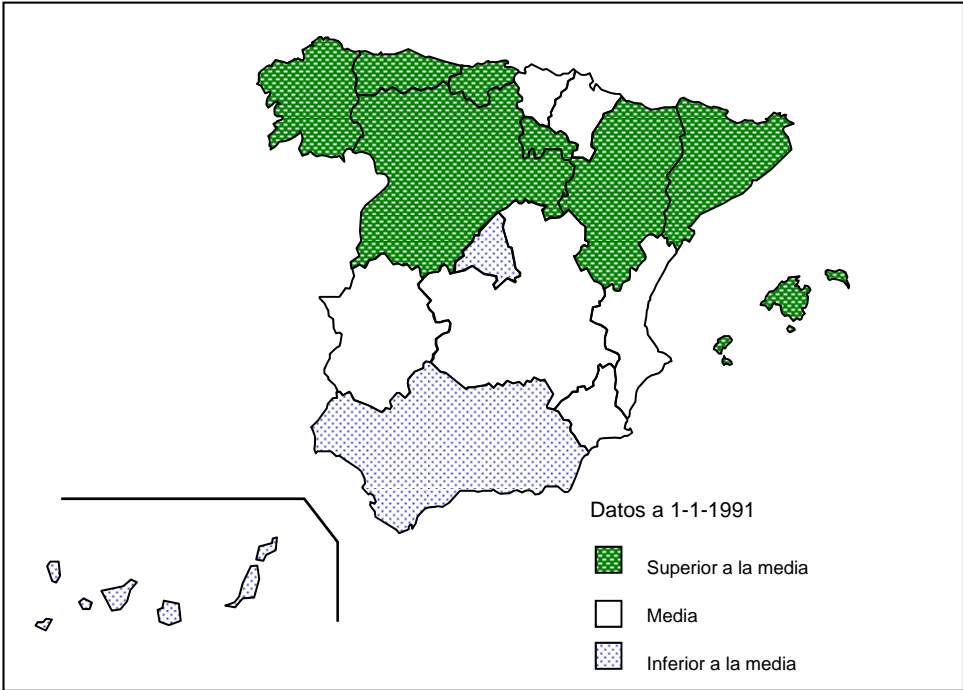 Datos a 1-1-1991
Superior a la media
Media
Inferior a la media